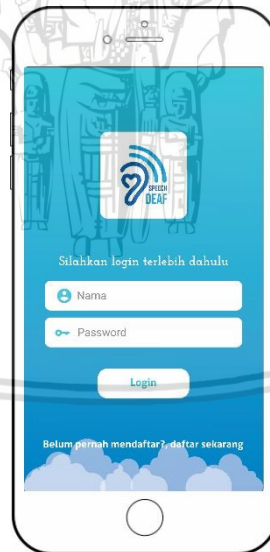 SPEECH
DEAF
Silahkan login terlebih dahulu
Nama
Password
Login
Belum pernah mendaftar?, daftar sekarang